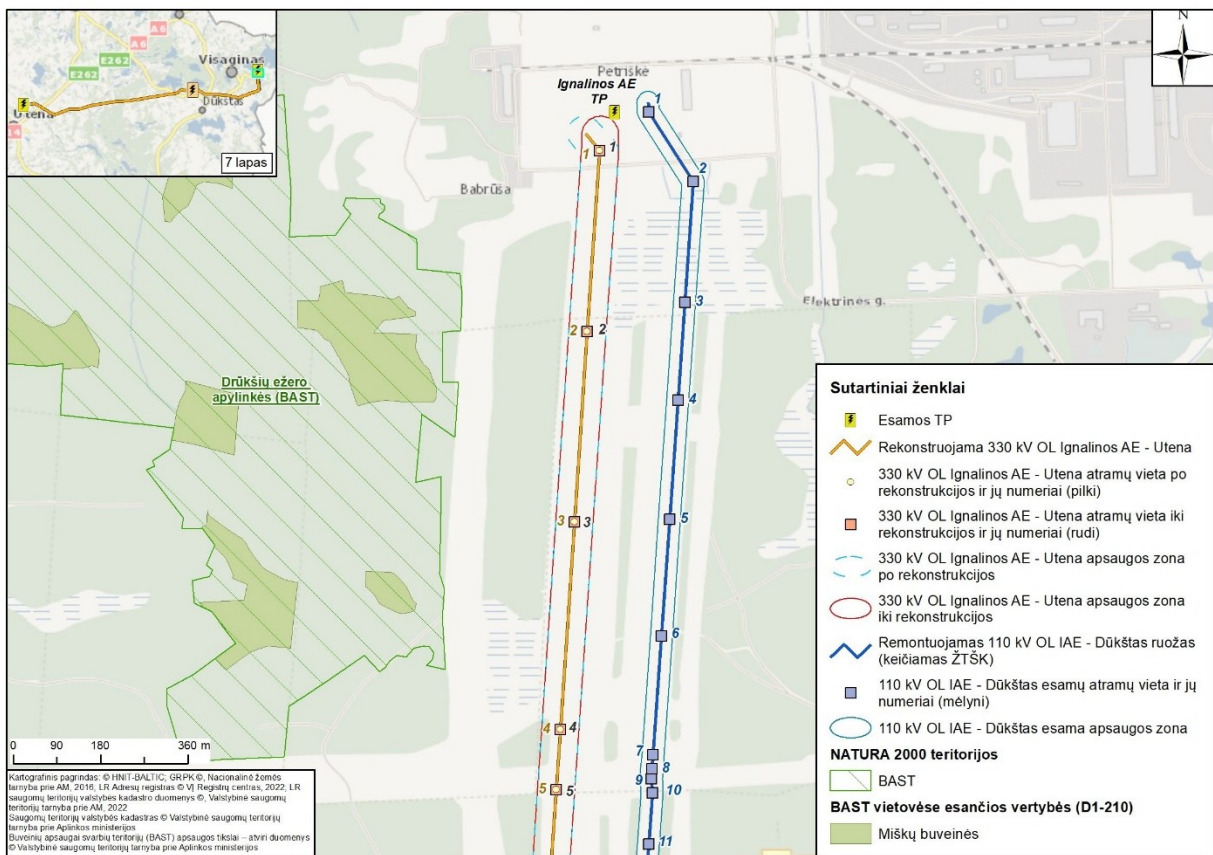 A6
A6
E262
E262
Visaginas
Dūkštas
Utena
14
7 lapas
N
Petriškė
Ignalinos AE
TP
1
1
1
2
Babrūša
3
Elektrinės g.
2
2
4
Drūkšių ežero
apylinkės (BAST)
3
3
5
6
4
4
7
8
9
10
5
5
11
0 90 180 360 m
Kartografinis pagrindas: © HNIT-BALTIC; GRPK ©, Nacionalinė žemės
tarnyba prie AM, 2016, LR Adresų registras © VĮ Registrų centras, 2022, LR
saugomų teritorijų valstybės kadastro duomenys ©, Valstybinė saugomų
teritorijų tarnyba prie AM, 2022
Saugomų teritorijų valstybės kadastras © Valstybinė saugomų teritorijų
tarnyba prie Aplinkos ministerijos
Buveinių apsaugai svarbių teritorijų (BAST) apsaugos tikslai – atviri duomenys
© Valstybinė saugomų teritorijų tarnyba prie Aplinkos ministerijos
Sutartiniai ženklai
Esamos TP
Rekonstruojama 330 kV OL Ignalinos AE - Utena
330 kV OL Ignalinos AE - Utena atramų vieta po
rekonstrukcijos ir jų numeriai (pilki)
330 kV OL Ignalinos AE - Utena atramų vieta iki
rekonstrukcijos ir jų numeriai (rudi)
330 kV OL Ignalinos AE - Utena apsaugos zona
po rekonstrukcijos
330 kV OL Ignalinos AE - Utena apsaugos zona
iki rekonstrukcijos
Remontuojamas 110 kV OL IAE - Dūkštas ruožas
(keičiamas ŽTŠK)
110 kV OL IAE - Dūkštas esamų atramų vieta ir jų
numeriai (mėlyni)
110 kV OL IAE - Dūkštas esama apsaugos zona
NATURA 2000 teritorijos
BAST
BAST vietovėse esančios vertybės (D1-210)
Miškų buveinės